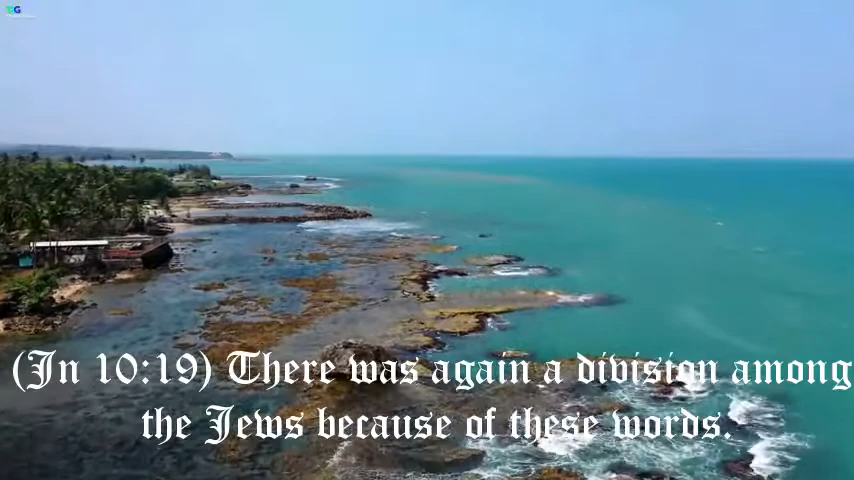 (Jn 10:19) There was again a division among
the Jews because of these words.